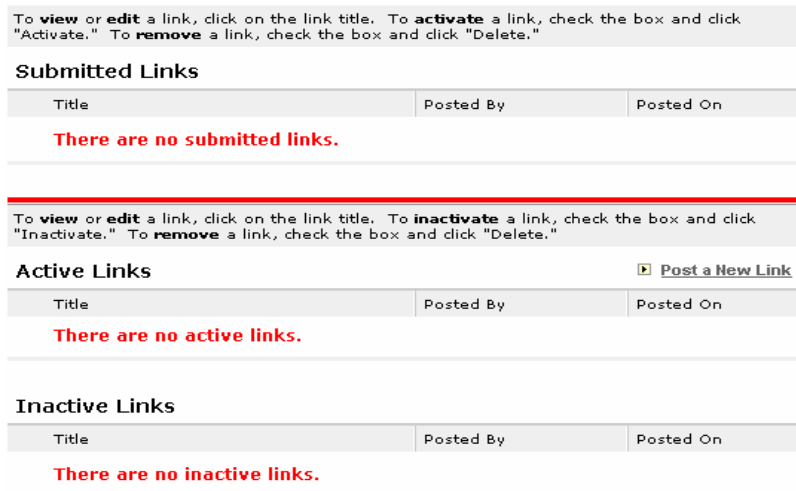 To view or edit a link, click on the link title.  To activate a link, check the box and click
"Activate."  To remove a link, check the box and click "Delete."
Submitted Links
Title Posted By Posted On
There are no submitted links.
To view or edit a link, click on the link title.  To inactivate a link, check the box and click
"Inactivate."  To remove a link, check the box and click "Delete."
Active Links Post a New Link
Title Posted By Posted On
There are no active links.
Inactive Links
Title Posted By Posted On
There are no inactive links.